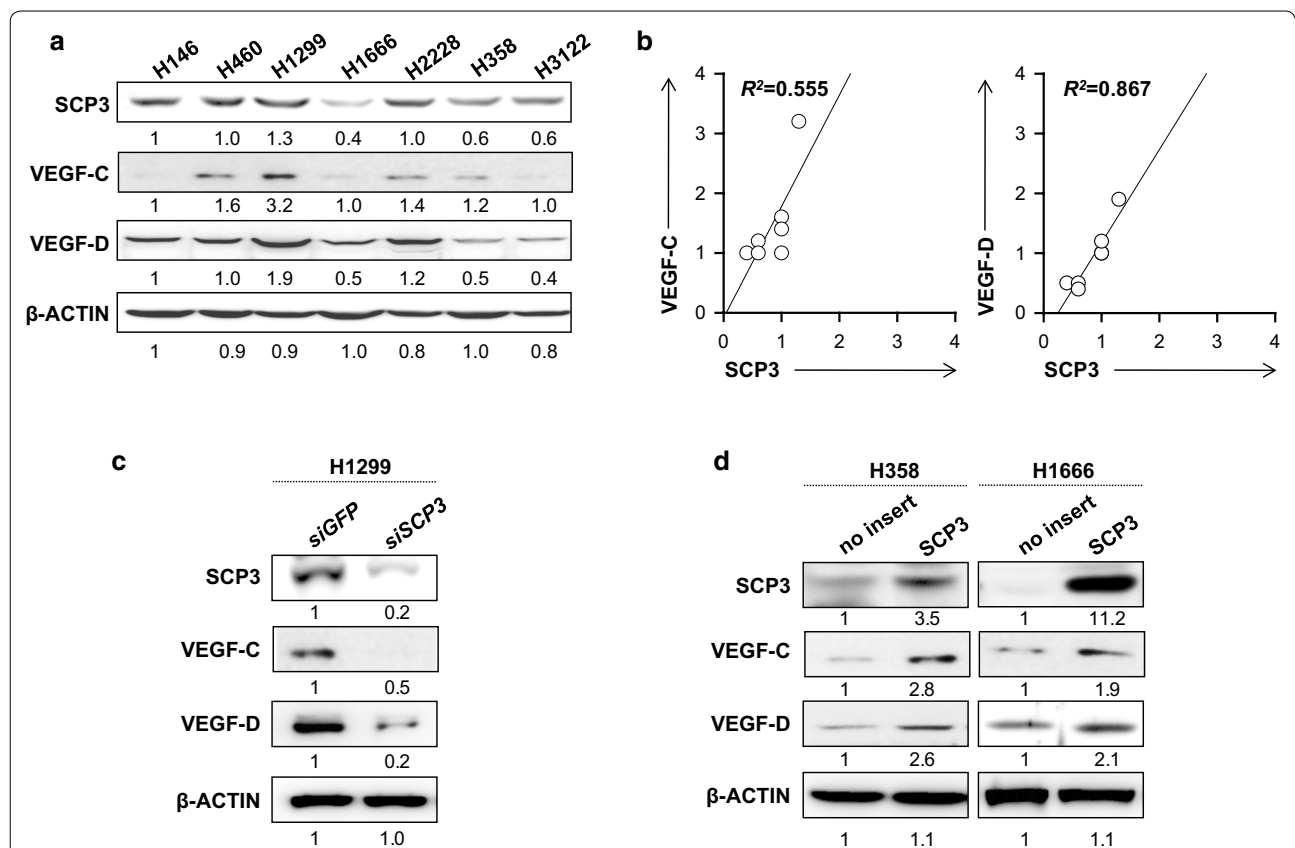 a
H146 H460 H1299 H1666 H2228 H358 H3122
SCP3
1 1.0 1.3 0.4 1.0 0.6 0.6
VEGF-C
1 1.6 3.2 1.0 1.4 1.2 1.0
VEGF-D
1 1.0 1.9 0.5 1.2 0.5 0.4
β-ACTIN
1 0.9 0.9 1.0 0.8 1.0 0.8
b
4
3
2
1
0
R²=0.555
VEGF-C
0 1 2 3 4
SCP3
4
3
2
1
0
R²=0.867
VEGF-D
0 1 2 3 4
SCP3
c
H1299
siGFP siSCP3
SCP3
1 0.2
VEGF-C
1 0.5
VEGF-D
1 0.2
β-ACTIN
1 1.0
d
H358 H1666
no insert SCP3 no insert SCP3
SCP3
1 3.5 1 11.2
VEGF-C
1 2.8 1 1.9
VEGF-D
1 2.6 1 2.1
β-ACTIN
1 1.1 1 1.1